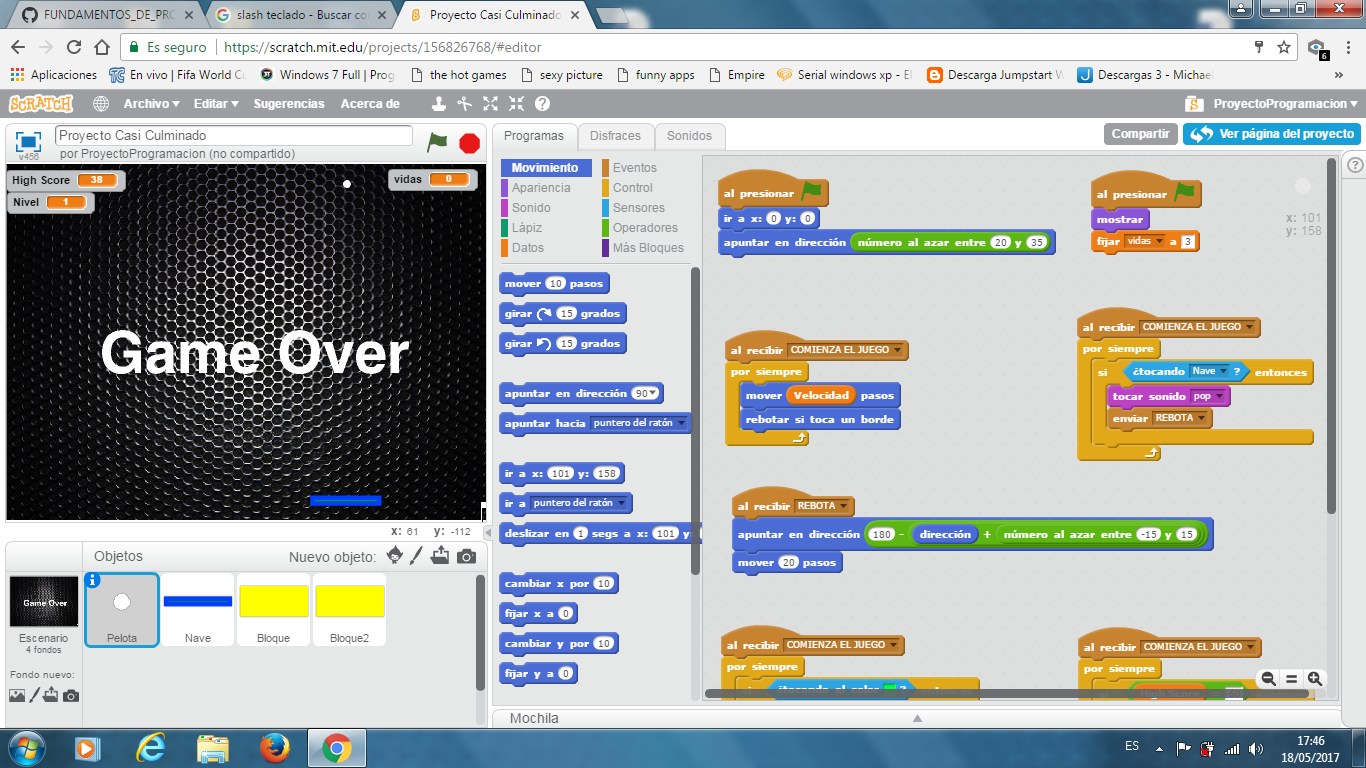 FUNDAMENTOS_DE_PRO
slash teclado - Buscar co
Proyecto Casi Culminado
Es seguro
https://scratch.mit.edu/projects/156826768/#editor
6
Aplicaciones
En vivo | Fifa World Cu
Windows 7 Full | Prog
the hot games
sexy picture
funny apps
Empire
Serial windows xp - El
Descarga Jumpstart W
Descargas 3 - Michael
»
SCRATCH
Archivo
Editar
Sugerencias
Acerca de
ProyectoProgramacion
v456
Proyecto Casi Culminado
por ProyectoProgramacion (no compartido)
Programas
Disfraces
Sonidos
Compartir
Ver página del proyecto
High Score 38
vidas 0
Nivel 1
Game Over
x: 61 y: -112
Objetos
Nuevo objeto:
Game Over
Escenario
4 fondos
Fondo nuevo:
Pelota
Nave
Bloque
Bloque2
Movimiento
Eventos
Apariencia
Control
Sonido
Sensores
Lápiz
Operadores
Datos
Más Bloques
mover 10 pasos
girar 15 grados
girar 15 grados
apuntar en dirección 90
apuntar hacia puntero del ratón
ir a x: 101 y: 158
ir a puntero del ratón
deslizar en 1 segs a x: 101 y:
cambiar x por 10
fijar x a 0
cambiar y por 10
fijar y a 0
al presionar
ir a x: 0 y: 0
apuntar en dirección número al azar entre 20 y 35
al presionar
mostrar
fijar vidas a 3
x: 101
y: 158
al recibir COMIENZA EL JUEGO
por siempre
mover Velocidad pasos
rebotar si toca un borde
al recibir COMIENZA EL JUEGO
por siempre
si ¿tocando Nave ? entonces
tocar sonido pop
enviar REBOTA
al recibir REBOTA
apuntar en dirección 180 - dirección + número al azar entre -15 y 15
mover 20 pasos
al recibir COMIENZA EL JUEGO
por siempre
al recibir COMIENZA EL JUEGO
por siempre
Mochila
ES
17:46
18/05/2017